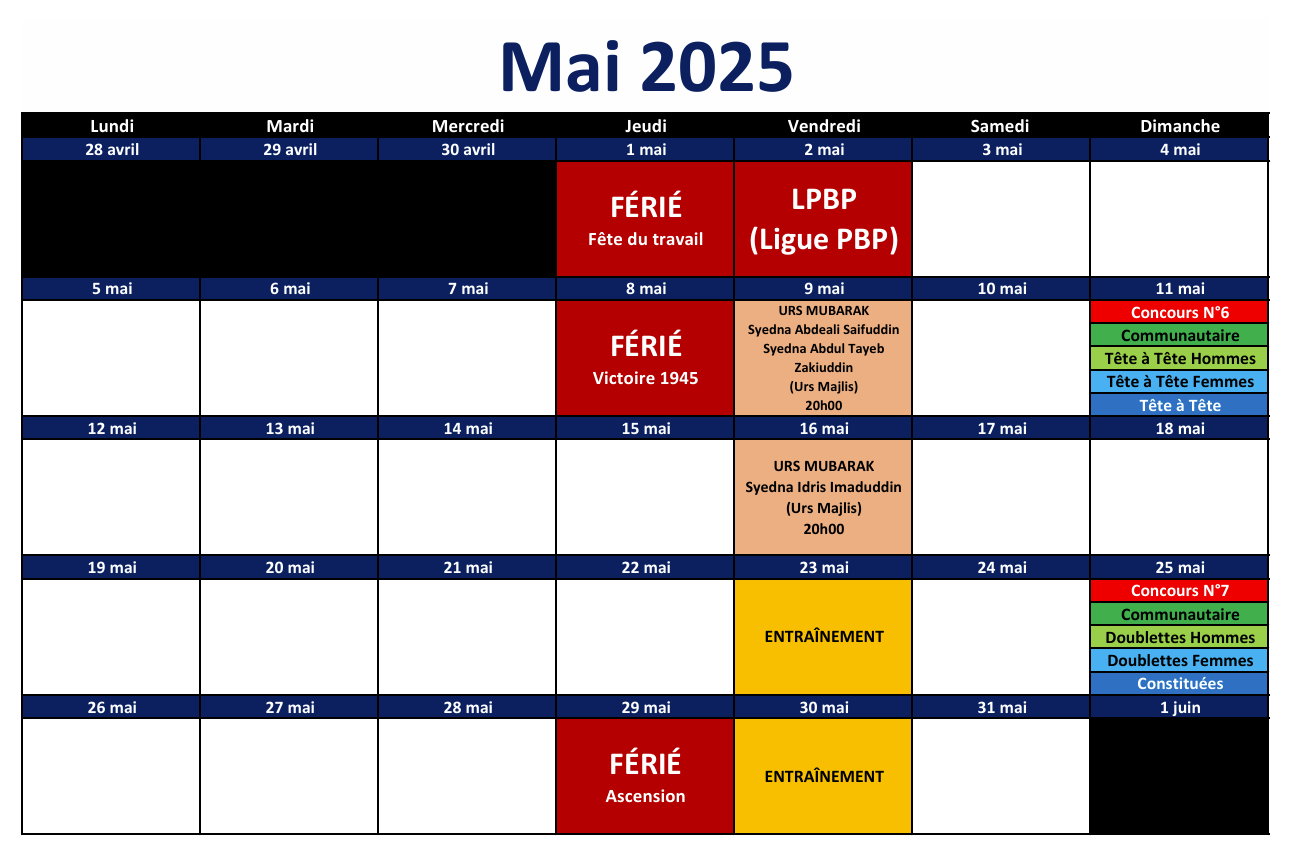 Mai 2025
Lundi Mardi Mercredi Jeudi Vendredi Samedi Dimanche
28 avril 29 avril 30 avril 1 mai 2 mai 3 mai 4 mai
FÉRIÉ
Fête du travail
LPBP
(Ligue PBP)
5 mai 6 mai 7 mai 8 mai 9 mai 10 mai 11 mai
FÉRIÉ
Victoire 1945
URS MUBARAK
Syedna Abdeali Saifuddin
Syedna Abdul Tayeb
Zakiuddin
(Urs Majlis)
20h00
Concours N°6
Communautaire
Tête à Tête Hommes
Tête à Tête Femmes
Tête à Tête
12 mai 13 mai 14 mai 15 mai 16 mai 17 mai 18 mai
URS MUBARAK
Syedna Idris Imaduddin
(Urs Majlis)
20h00
19 mai 20 mai 21 mai 22 mai 23 mai 24 mai 25 mai
ENTRAÎNEMENT
Concours N°7
Communautaire
Doublettes Hommes
Doublettes Femmes
Constituées
26 mai 27 mai 28 mai 29 mai 30 mai 31 mai 1 juin
FÉRIÉ
Ascension
ENTRAÎNEMENT